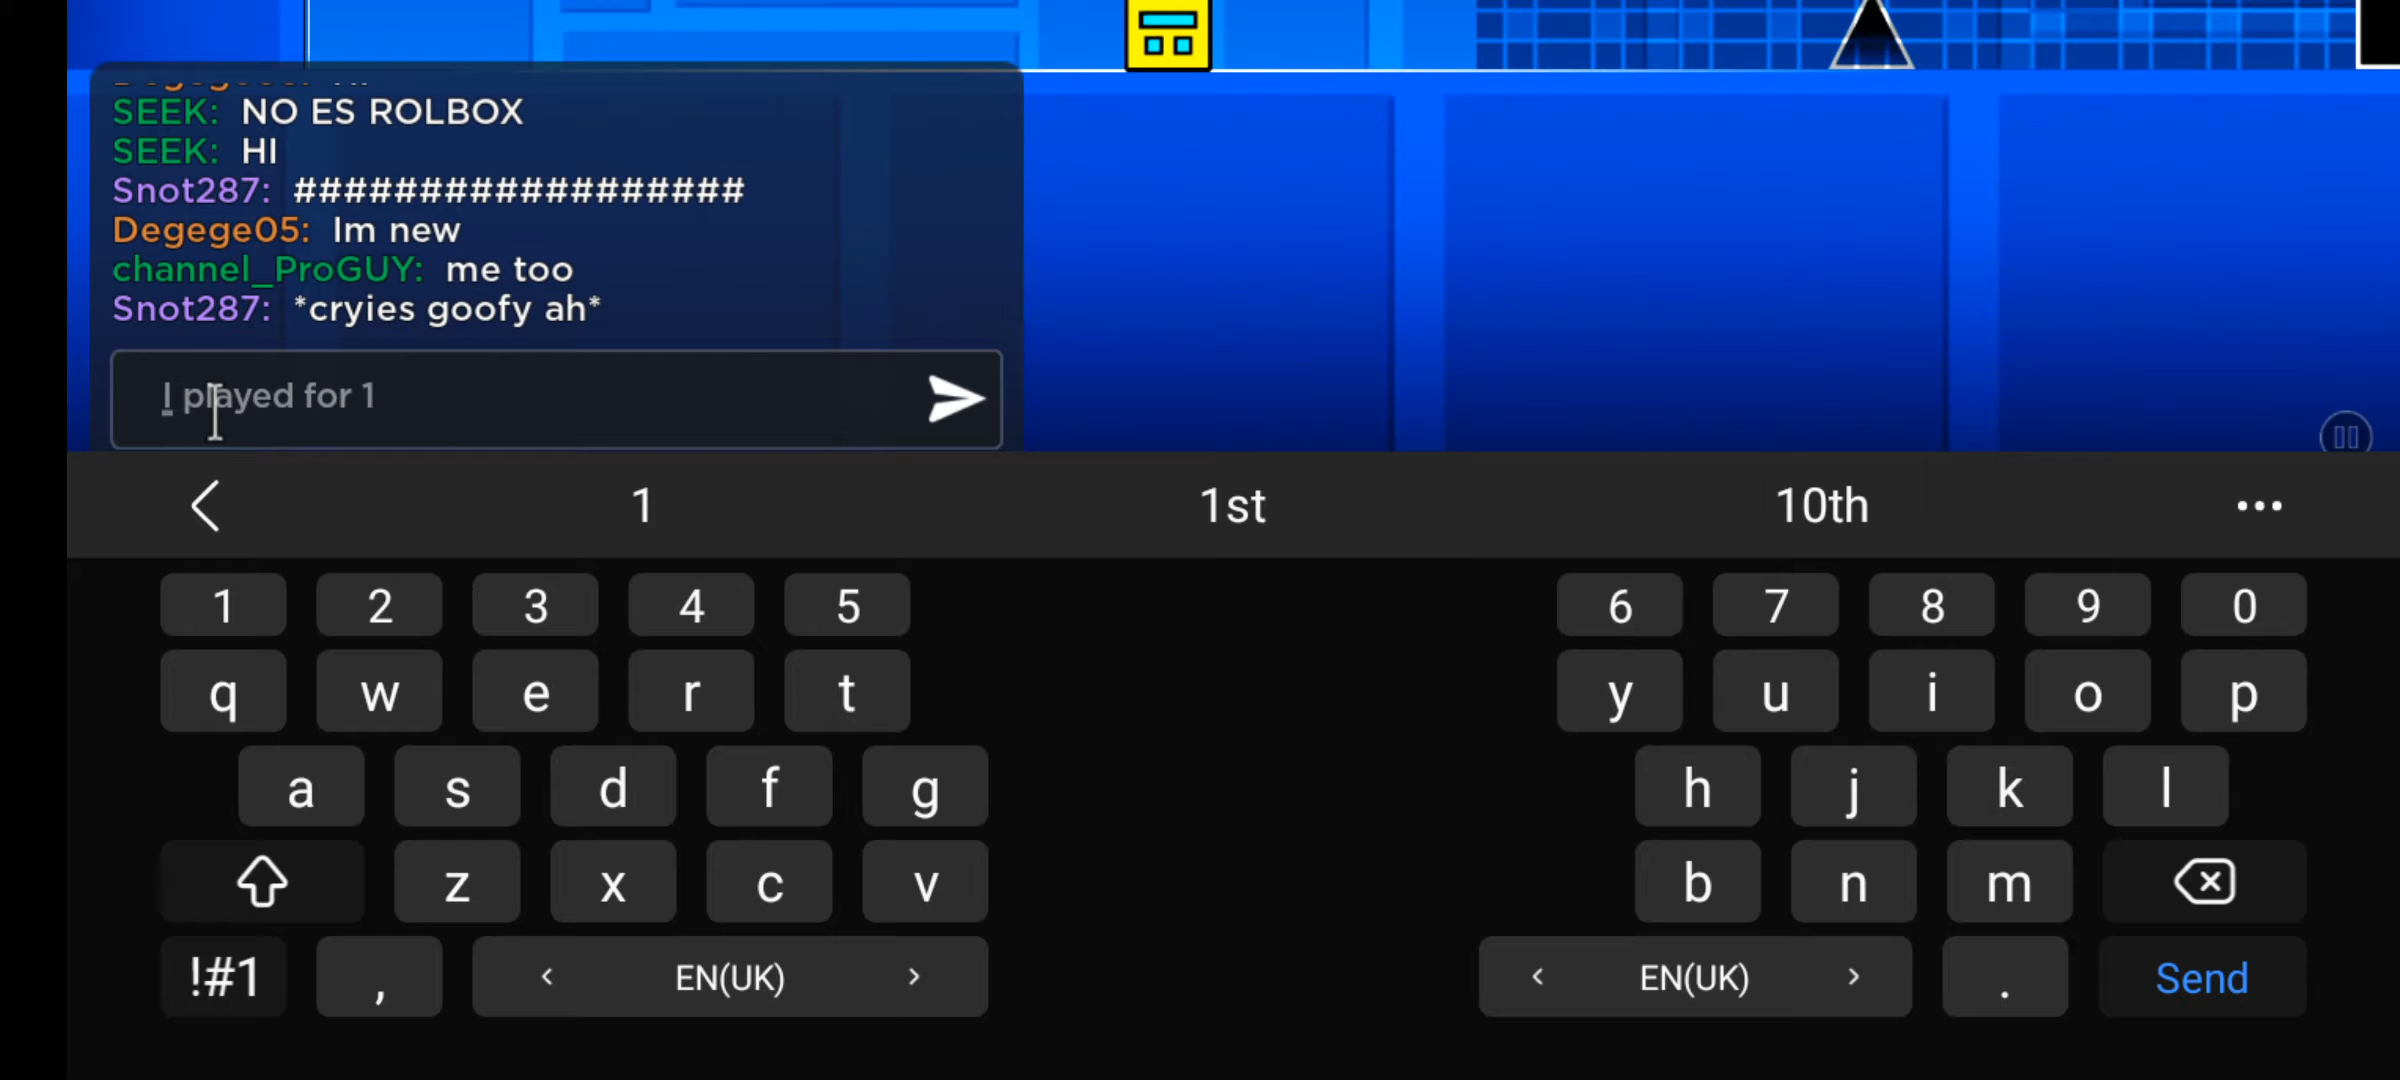 SEEK: NO ES ROLBOX
SEEK: HI
Snot287: ##################
Degege05: Im new
channel_ProGUY: me too
Snot287: *cryies goofy ah*
I played for 1
1 1st 10th ...
1 2 3 4 5 6 7 8 9 0
q w e r t y u i o p
a s d f g h j k l
z x c v b n m
!#1 , < EN(UK) > < EN(UK) > . Send